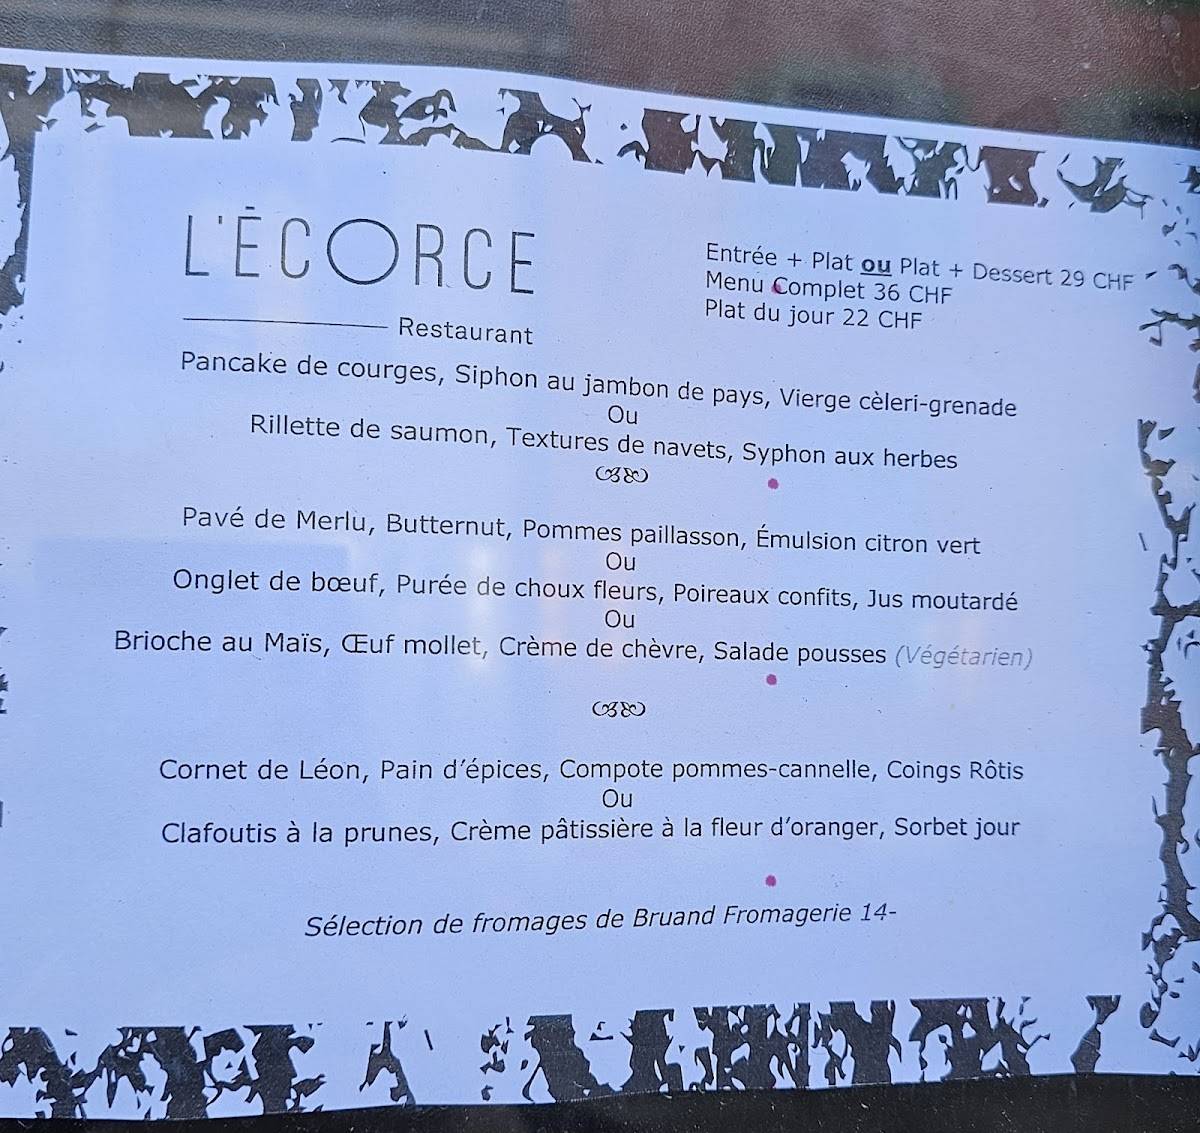 L'ÉCORCE
Restaurant
Entrée + Plat ou Plat + Dessert 29 CHF
Menu Complet 36 CHF
Plat du jour 22 CHF
Pancake de courges, Siphon au jambon de pays, Vierge cèleri-grenade
Ou
Rillette de saumon, Textures de navets, Syphon aux herbes
Pavé de Merlu, Butternut, Pommes paillasson, Émulsion citron vert
Ou
Onglet de bœuf, Purée de choux fleurs, Poireaux confits, Jus moutardé
Ou
Brioche au Maïs, Œuf mollet, Crème de chèvre, Salade pousses (Végétarien)
Cornet de Léon, Pain d’épices, Compote pommes-cannelle, Coings Rôtis
Ou
Clafoutis à la prunes, Crème pâtissière à la fleur d’oranger, Sorbet jour
Sélection de fromages de Bruand Fromagerie 14-